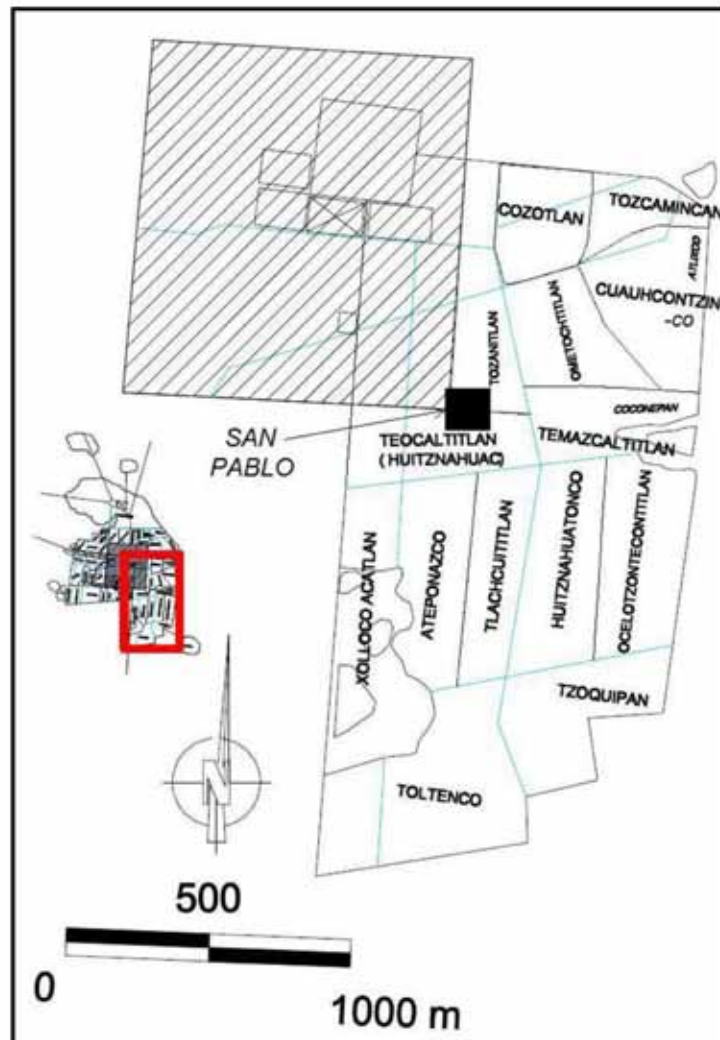 COZOTLAN
TOZCAMINCAN
ATLIXCO
CUAUHCONTZIN
-CO
OMETOCHTITLAN
TOZANITLAN
COCONEPAN
SAN
PABLO
TEOCALTITLAN
(HUITZNAHUAC)
TEMAZCALTITLAN
XOLLOCO ACATLAN
ATEPONAZCO
TLACHCUITITLAN
HUITZNAHUATONCO
OCELOTZONTECONTITLAN
TZOQUIPAN
TOLTENCO
N
500
0
1000 m